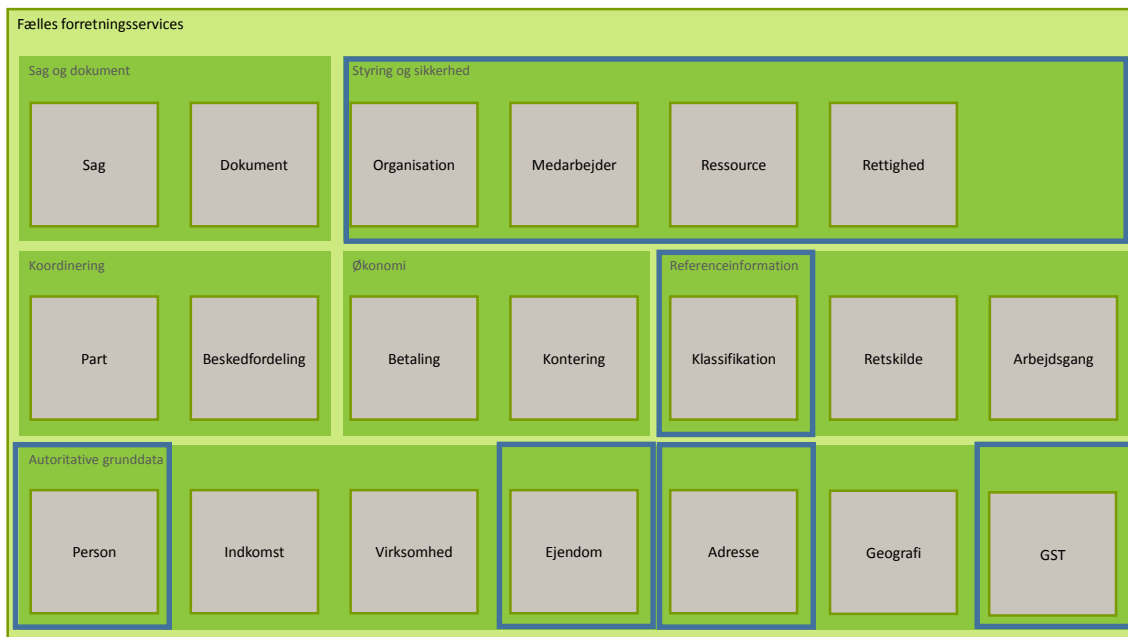 Fælles forretningsservices
Sag og dokument
Styring og sikkerhed
Sag
Dokument
Organisation
Medarbejder
Ressource
Rettighed
Koordinering
Økonomi
Referenceinformation
Part
Beskedfordeling
Betaling
Kontering
Klassifikation
Retskilde
Arbejdsgang
Autoritative grunddata
Person
Indkomst
Virksomhed
Ejendom
Adresse
Geografi
GST